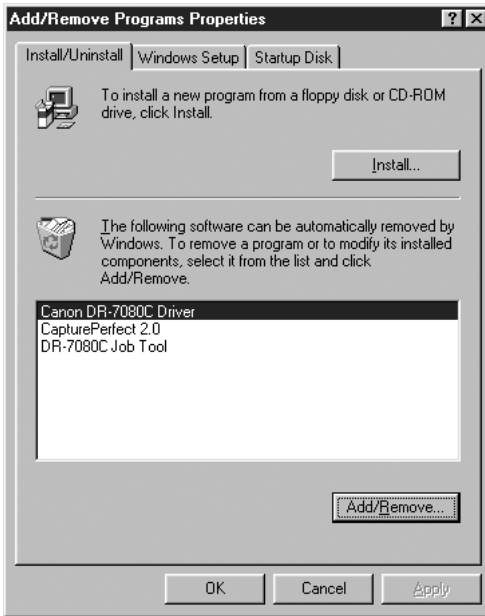 Add/Remove Programs Properties
Install/Uninstall
Windows Setup
Startup Disk
To install a new program from a floppy disk or CD-ROM
drive, click Install.
Install...
The following software can be automatically removed by
Windows. To remove a program or to modify its installed
components, select it from the list and click
Add/Remove.
Canon DR-7080C Driver
CapturePerfect 2.0
DR-7080C Job Tool
Add/Remove...
OK
Cancel
Apply